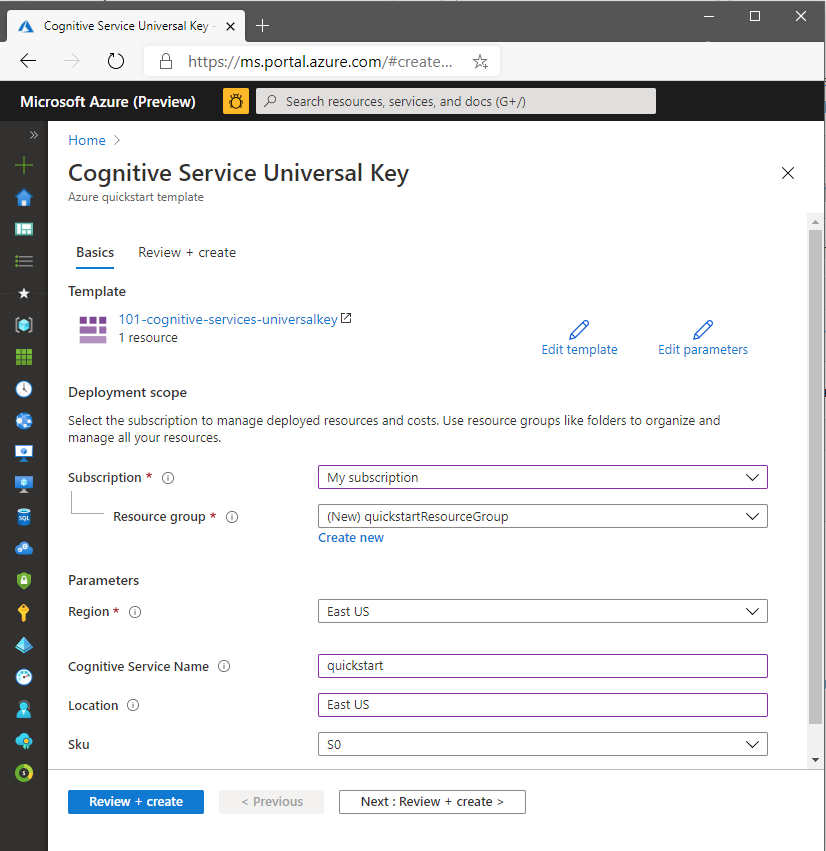 Cognitive Service Universal Key -
https://ms.portal.azure.com/#create...
Microsoft Azure (Preview)
Search resources, services, and docs (G+/)
Home
Cognitive Service Universal Key
Azure quickstart template
Basics Review + create
Template
101-cognitive-services-universalkey
1 resource
Edit template Edit parameters
Deployment scope
Select the subscription to manage deployed resources and costs. Use resource groups like folders to organize and
manage all your resources.
Subscription * My subscription
Resource group * (New) quickstartResourceGroup
Create new
Parameters
Region * East US
Cognitive Service Name quickstart
Location East US
Sku S0
Review + create < Previous Next : Review + create >
SQL